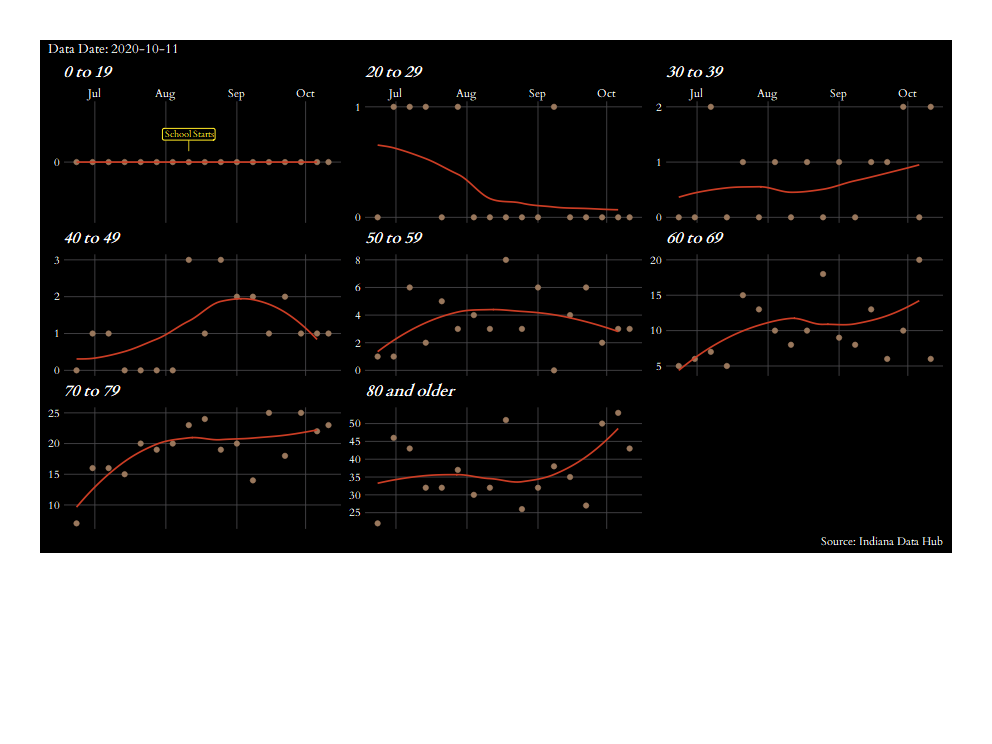 Data Date: 2020-10-11
0 to 19
20 to 29
30 to 39
Jul Aug Sep Oct
Jul Aug Sep Oct
Jul Aug Sep Oct
School Starts
0
1
0
2
1
0
40 to 49
50 to 59
60 to 69
3
2
1
0
8
6
4
2
0
20
15
10
5
70 to 79
80 and older
25
20
15
10
50
45
40
35
30
25
Source: Indiana Data Hub